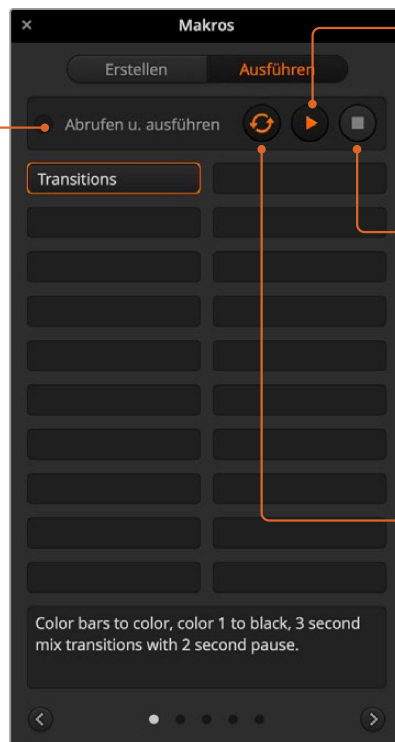 Makros
Erstellen Ausführen
Abrufen u. ausführen
Transitions
Color bars to color, color 1 to black, 3 second
mix transitions with 2 second pause.